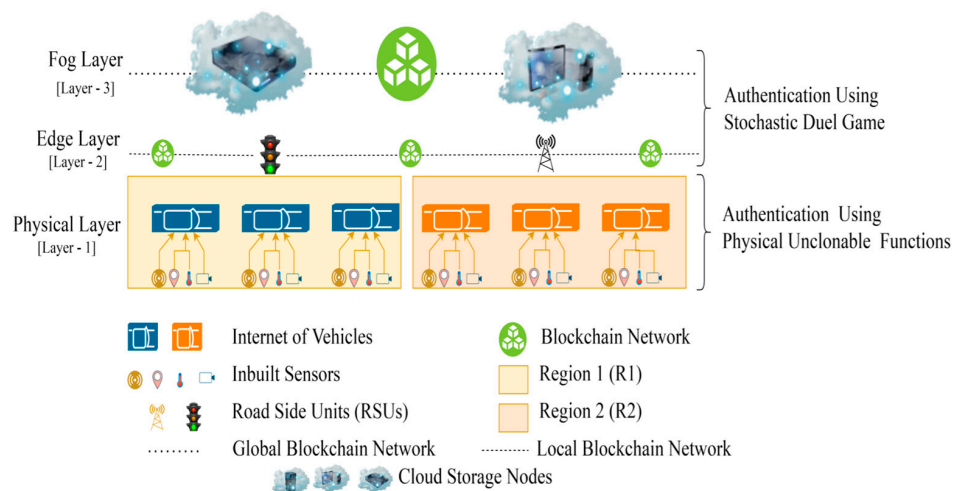 Fog Layer
[Layer - 3]
Authentication Using
Stochastic Duel Game
Edge Layer
[Layer - 2]
Physical Layer
[Layer - 1]
Authentication Using
Physical Unclonable Functions
Internet of Vehicles
Blockchain Network
Inbuilt Sensors
Region 1 (R1)
Road Side Units (RSUs)
Region 2 (R2)
Global Blockchain Network
Local Blockchain Network
Cloud Storage Nodes